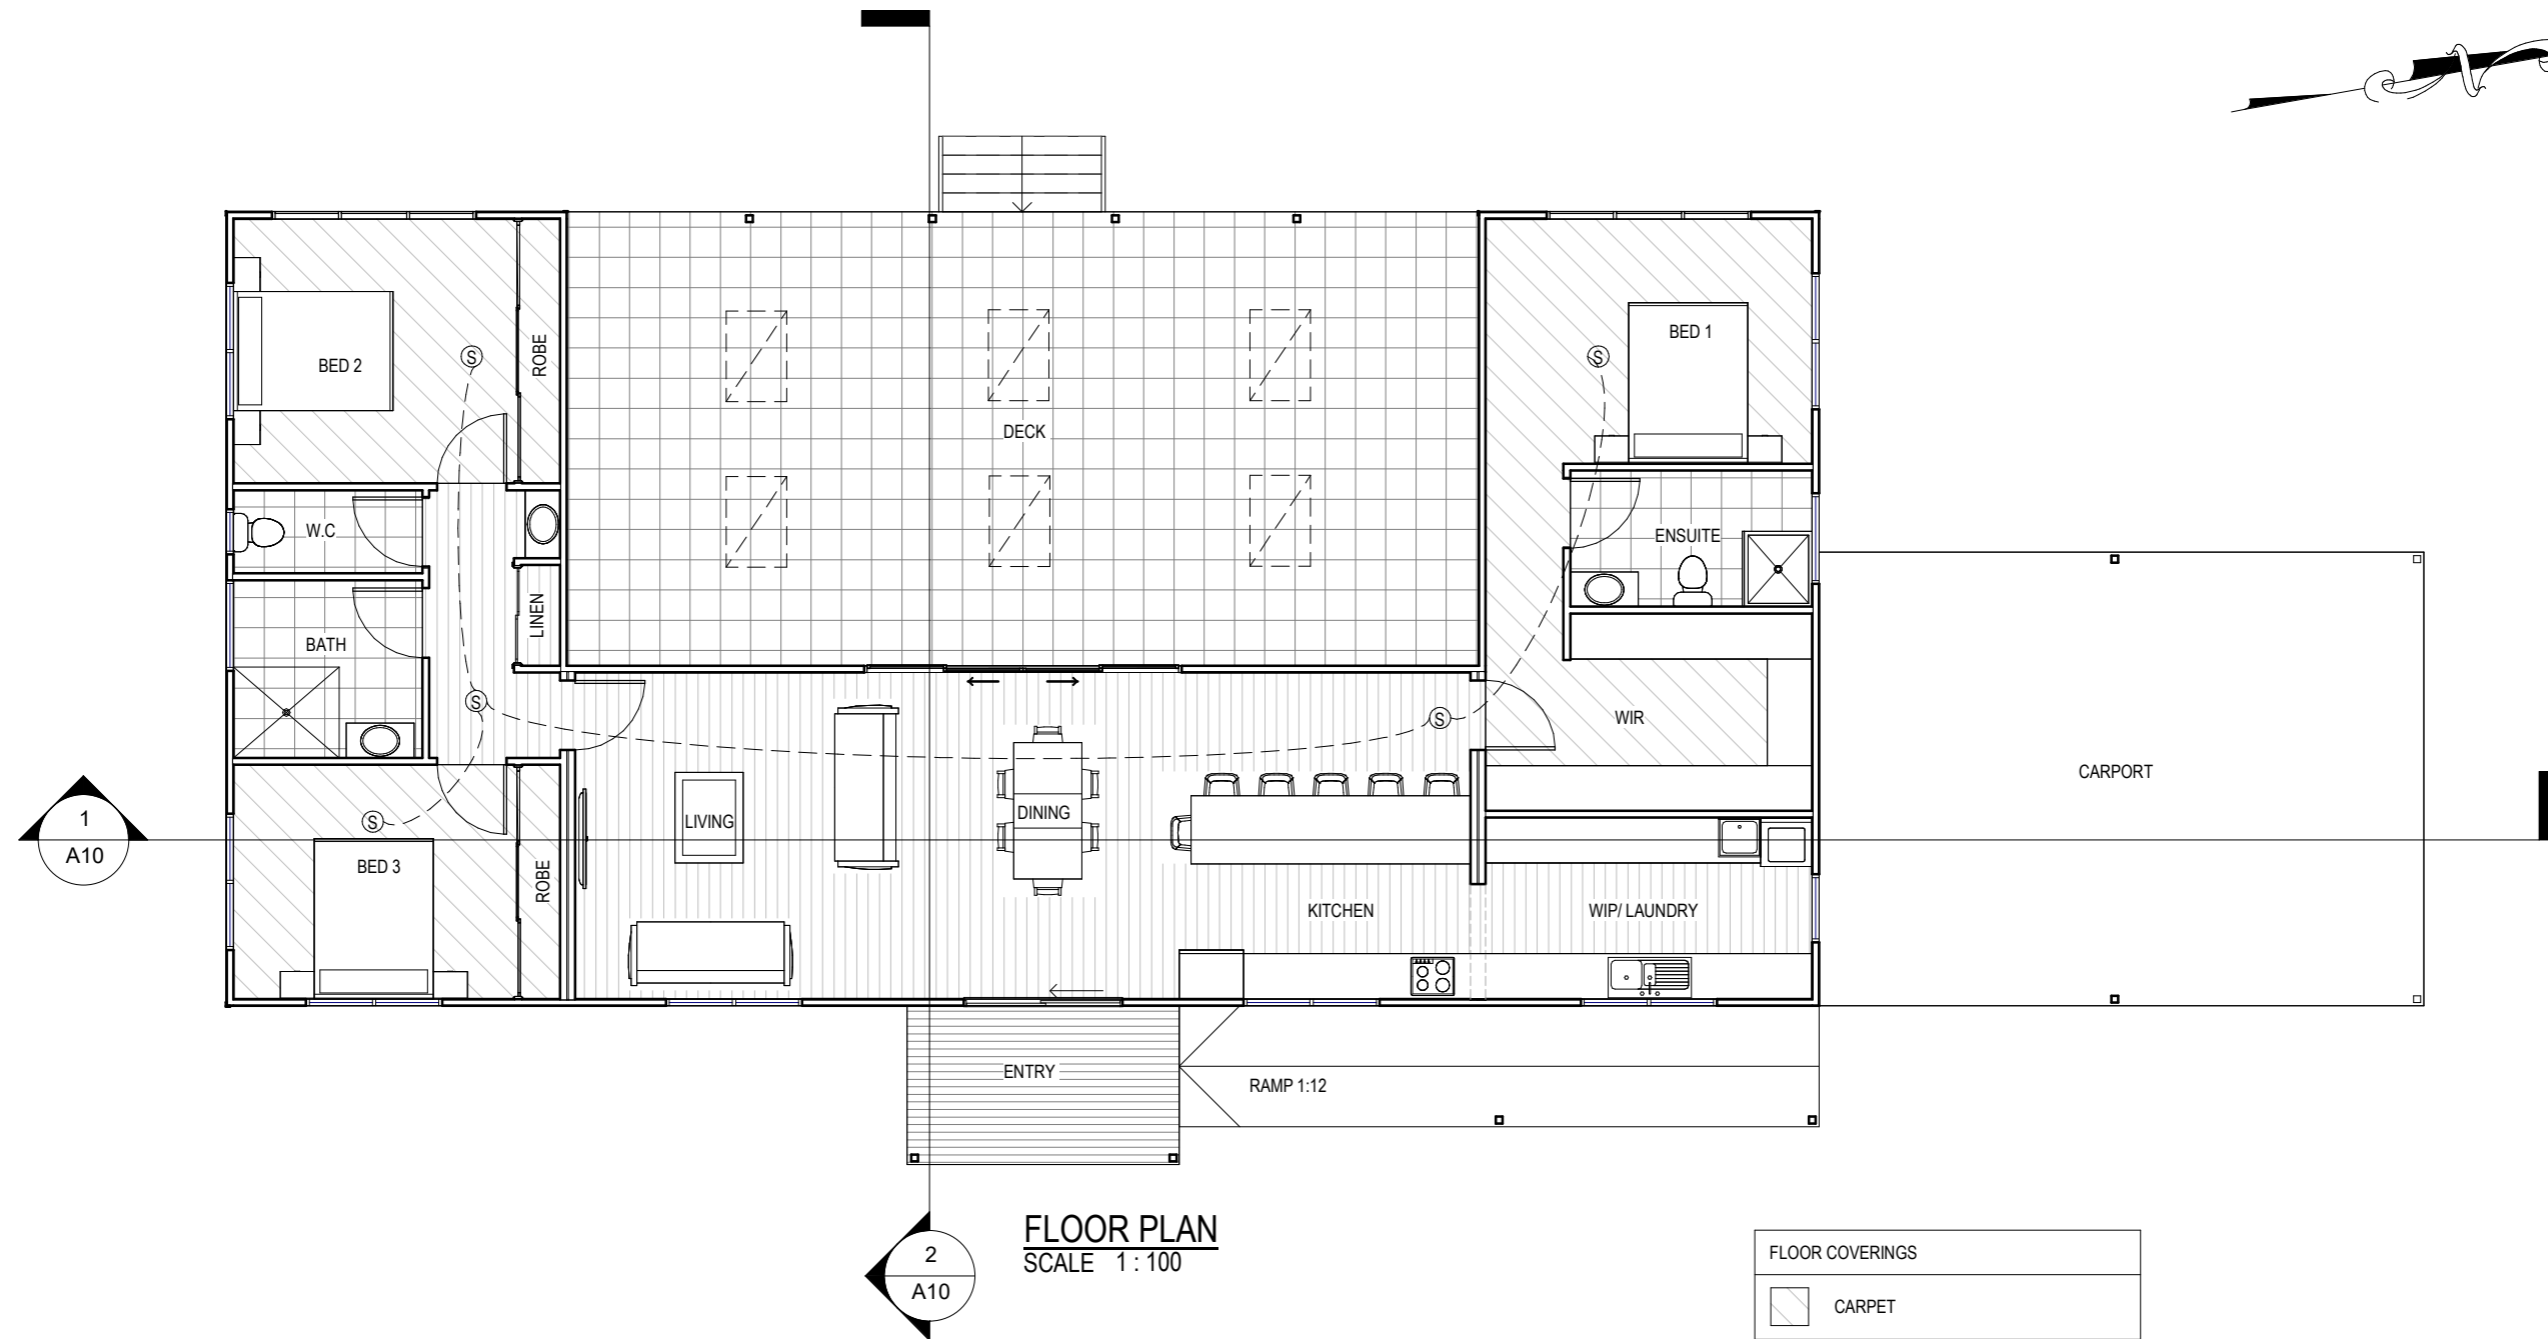 N
BED 2
ROBE
S
BED 1
S
DECK
W.C
ENSUITE
LINEN
BATH
S
S
WIR
CARPORT
1
A10
S
LIVING
DINING
BED 3
ROBE
KITCHEN
WIP/ LAUNDRY
ENTRY
RAMP 1:12
FLOOR PLAN
SCALE 1 : 100
2
A10
FLOOR COVERINGS
CARPET